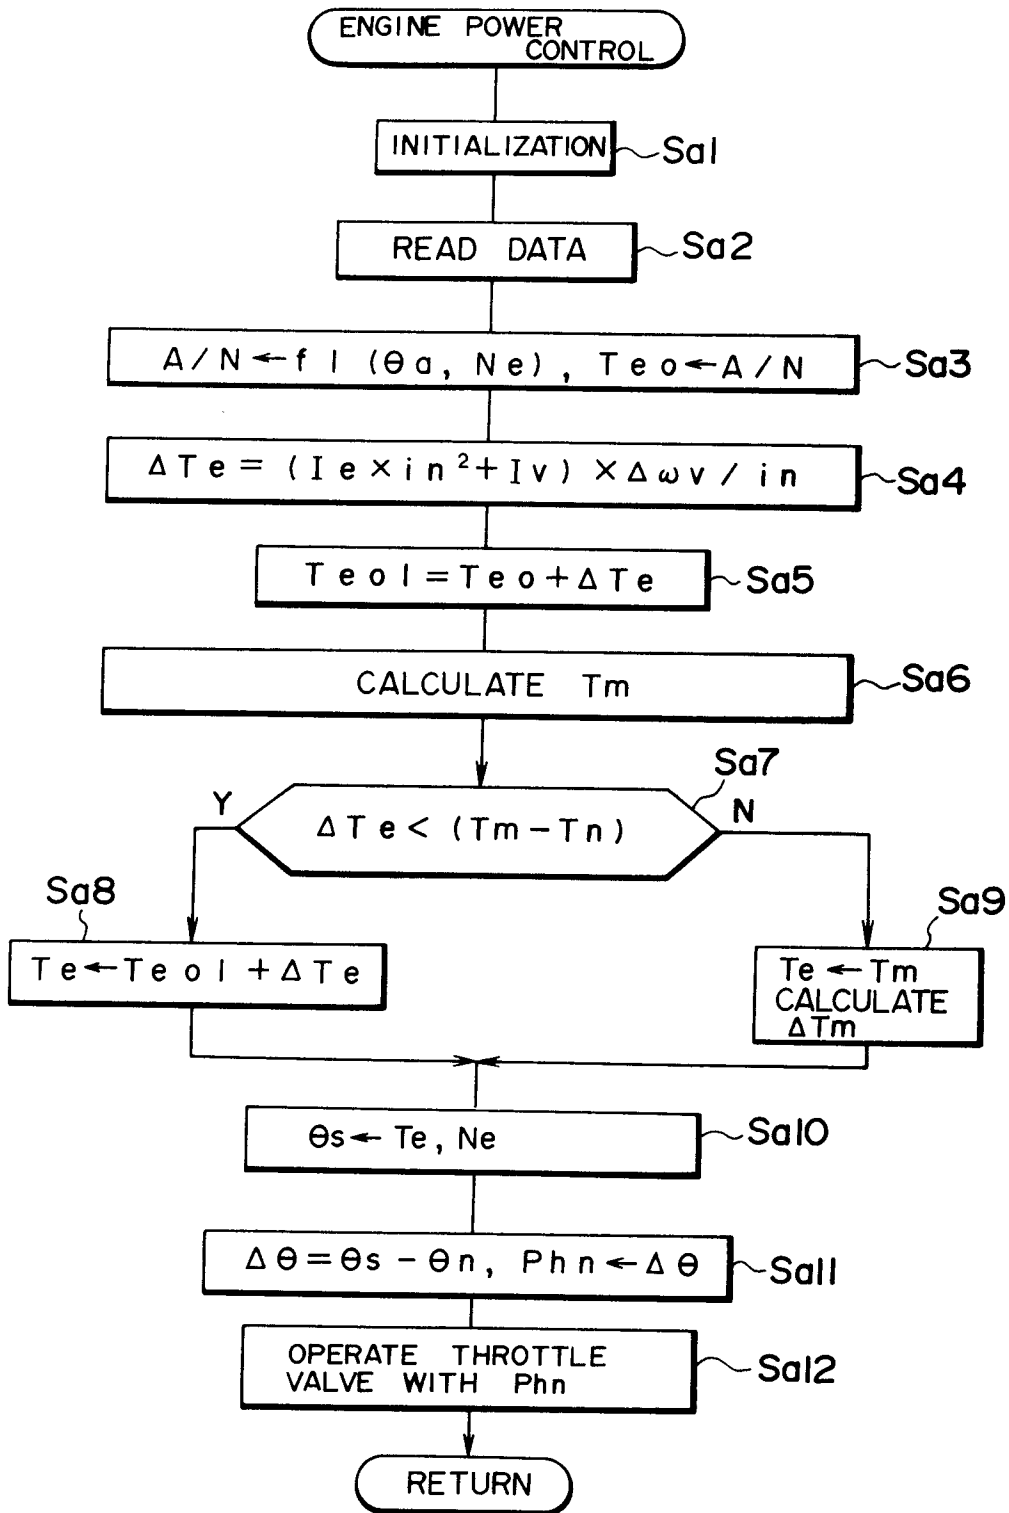 ENGINE POWER
CONTROL
INITIALIZATION
Sa1
READ DATA
Sa2
A/N←f1(θa, Ne), Teo←A/N
Sa3
ΔTe=(Ie×in²+Iv)×Δωv/in
Sa4
Teo1=Teo+ΔTe
Sa5
CALCULATE Tm
Sa6
Sa7
Y
ΔTe<(Tm-Tn)
N
Sa8
Te←Teo1+ΔTe
Sa9
Te←Tm
CALCULATE
ΔTm
θs←Te, Ne
Sa10
Δθ=θs-θn, Phn←Δθ
Sa11
OPERATE THROTTLE
VALVE WITH Phn
Sa12
RETURN